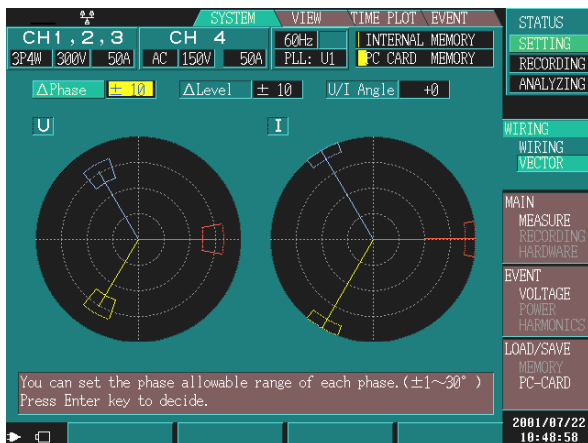 SYSTEM VIEW TIME PLOT EVENT
STATUS
SETTING
RECORDING
ANALYZING
CH1,2,3 CH 4 60Hz INTERNAL MEMORY
3P4W 300V 50A AC 150V 50A PLL: U1 PC CARD MEMORY
ΔPhase ± 10 ΔLevel ± 10 U/I Angle +0
U I
WIRING
WIRING
VECTOR
MAIN
MEASURE
RECORDING
HARDWARE
EVENT
VOLTAGE
POWER
HARMONICS
LOAD/SAVE
MEMORY
PC-CARD
You can set the phase allowable range of each phase.(±1~30°)
Press Enter key to decide.
2001/07/22
10:48:58